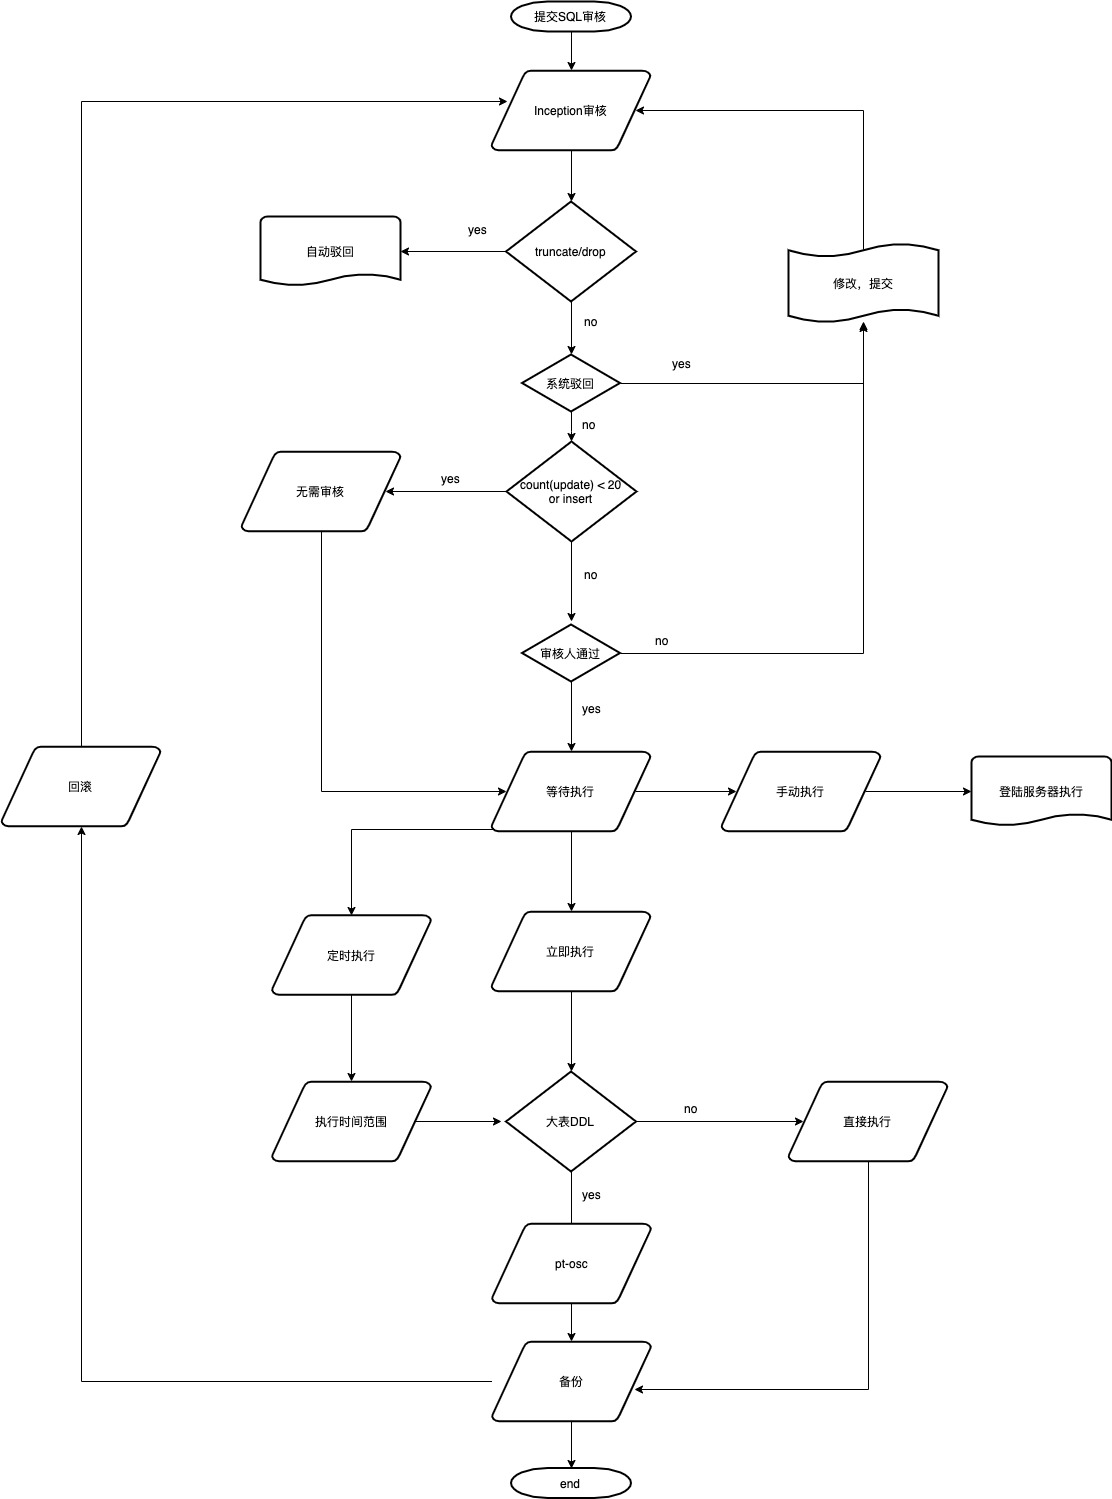 提交SQL审核
Inception审核
yes
truncate/drop
自动驳回
修改，提交
no
yes
系统驳回
no
yes
count(update) < 20
or insert
无需审核
no
no
审核人通过
yes
回滚
等待执行
手动执行
登陆服务器执行
定时执行
立即执行
no
执行时间范围
大表DDL
直接执行
yes
pt-osc
备份
end